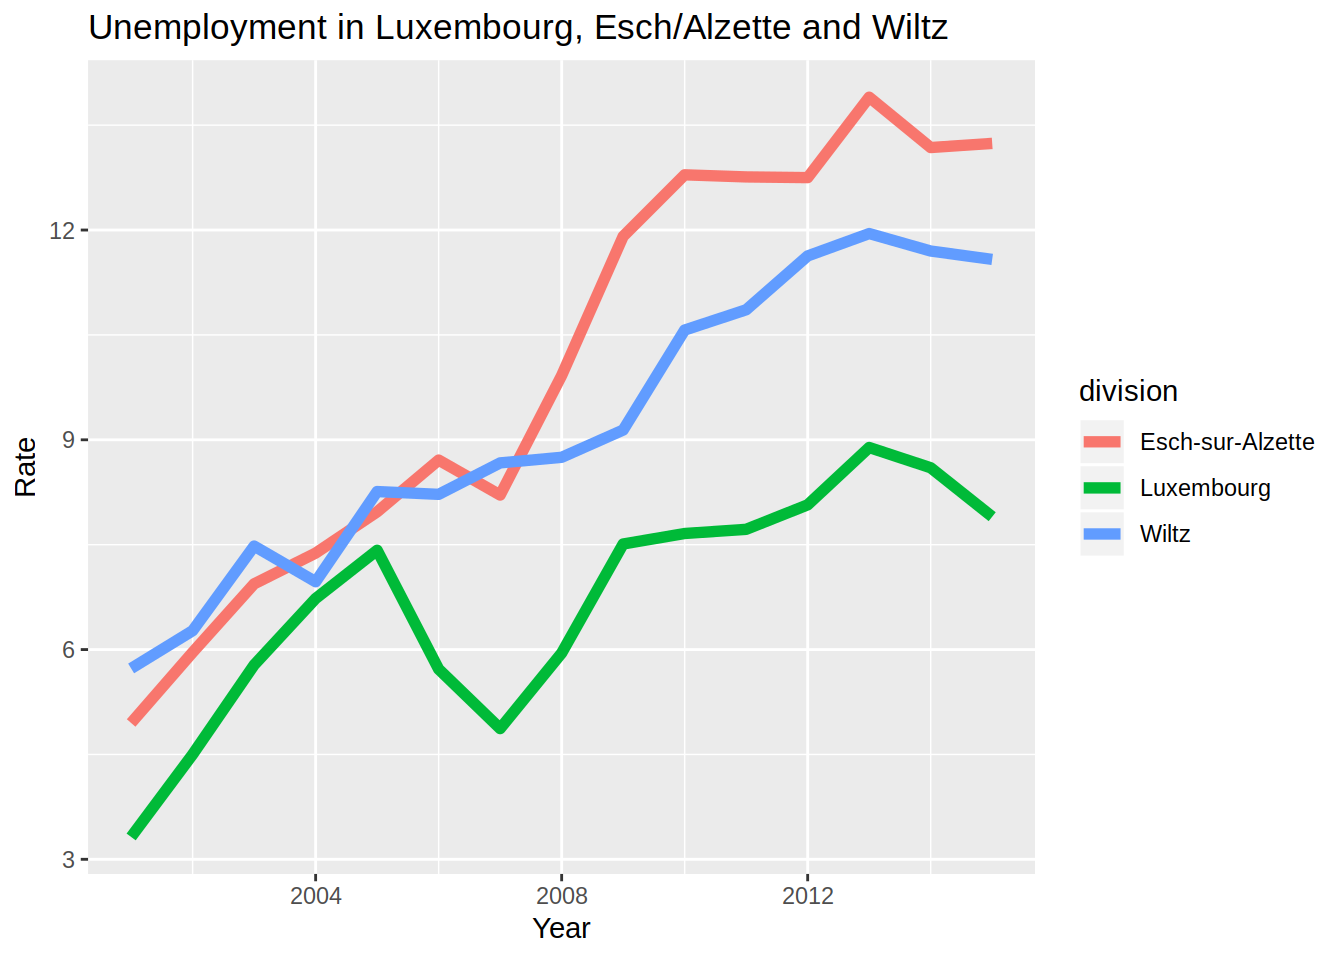 Unemployment in Luxembourg, Esch/Alzette and Wiltz
Rate
12
9
6
3
2004
2008
2012
Year
division
Esch-sur-Alzette
Luxembourg
Wiltz